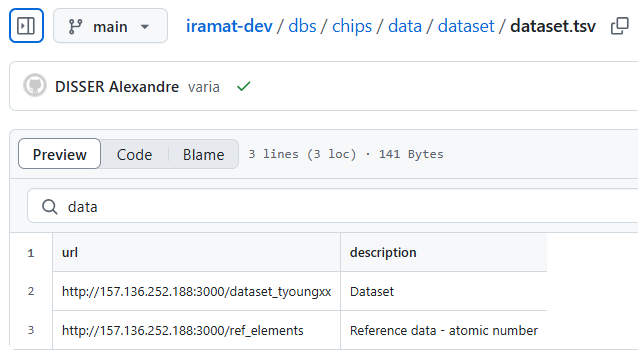 main iramat-dev / dbs / chips / data / dataset / dataset.tsv
DISSER Alexandre varia
Preview Code Blame 3 lines (3 loc) · 141 Bytes
data
1 url description
2 http://157.136.252.188:3000/dataset_tyoungxx Dataset
3 http://157.136.252.188:3000/ref_elements Reference data - atomic number